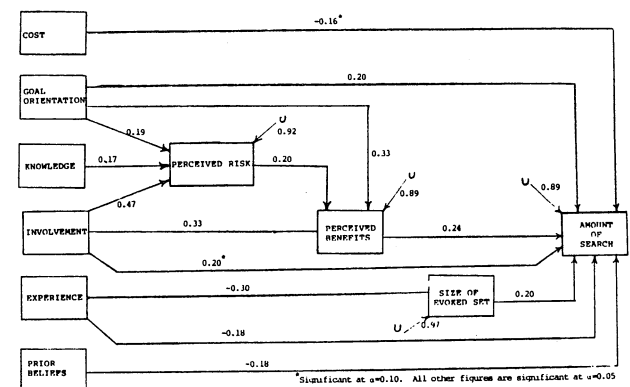 -0.16*
COST
GOAL
ORIENTATION
0.20
0.19
U
0.92
0.33
KNOWLEDGE
0.17
PERCEIVED RISK
0.20
U
0.89
U
0.89
0.47
INVOLVEMENT
0.33
PERCEIVED
BENEFITS
0.24
AMOUNT
OF
SEARCH
0.20*
EXPERIENCE
-0.30
SIZE OF
EVOKED SET
0.20
U
0.97
-0.18
PRIOR
BELIEFS
-0.18
*Significant at α=0.10. All other figures are significant at α=0.05